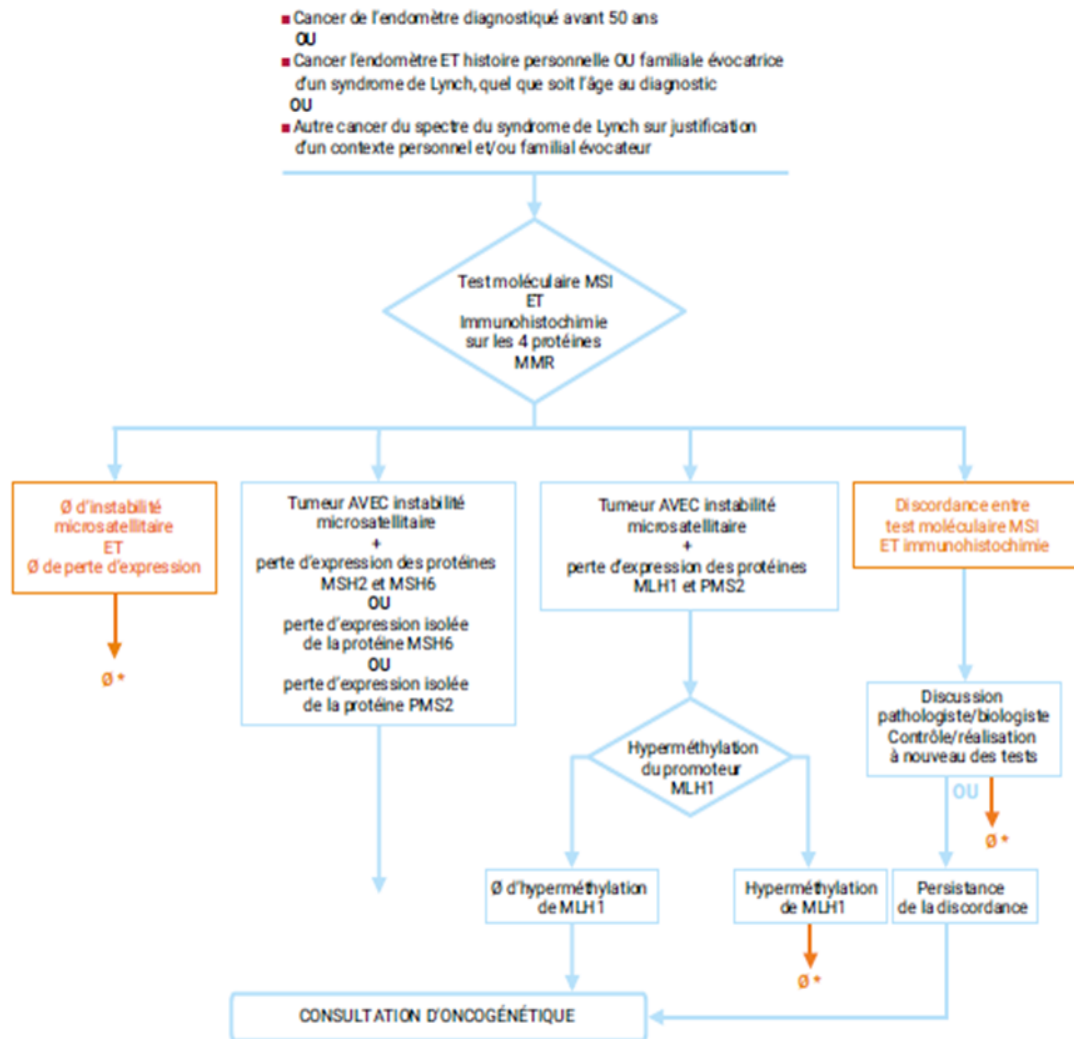 ■ Cancer de l'endomètre diagnostiqué avant 50 ans
OU
■ Cancer l'endomètre ET histoire personnelle OU familiale évocatrice
d'un syndrome de Lynch, quel que soit l'âge au diagnostic
OU
■ Autre cancer du spectre du syndrome de Lynch sur justification
d'un contexte personnel et/ou familial évocateur
Test moléculaire MSI
ET
Immunohistochimie
sur les 4 protéines
MMR
Ø d'instabilité
microsatellitaire
ET
Ø de perte d'expression
Ø *
Tumeur AVEC instabilité
microsatellitaire
+
perte d'expression des protéines
MSH2 et MSH6
OU
perte d'expression isolée
de la protéine MSH6
OU
perte d'expression isolée
de la protéine PMS2
Tumeur AVEC instabilité
microsatellitaire
+
perte d'expression des protéines
MLH1 et PMS2
Discordance entre
test moléculaire MSI
ET immunohistochimie
Hyperméthylation
du promoteur
MLH1
Discussion
pathologiste/biologiste
Contrôle/réalisation
à nouveau des tests
OU
Ø *
Ø d'hyperméthylation
de MLH1
Hyperméthylation
de MLH1
Ø *
Persistance
de la discordance
CONSULTATION D'ONCOGÉNÉTIQUE